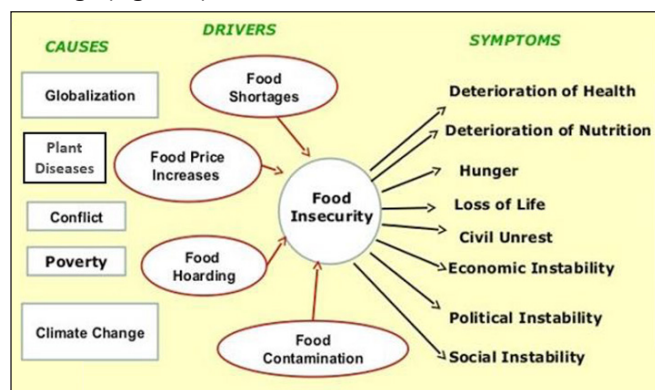 CAUSES
DRIVERS
SYMPTOMS
Globalization
Plant
Diseases
Conflict
Poverty
Climate Change
Food
Shortages
Food Price
Increases
Food
Hoarding
Food
Contamination
Food
Insecurity
Deterioration of Health
Deterioration of Nutrition
Hunger
Loss of Life
Civil Unrest
Economic Instability
Political Instability
Social Instability